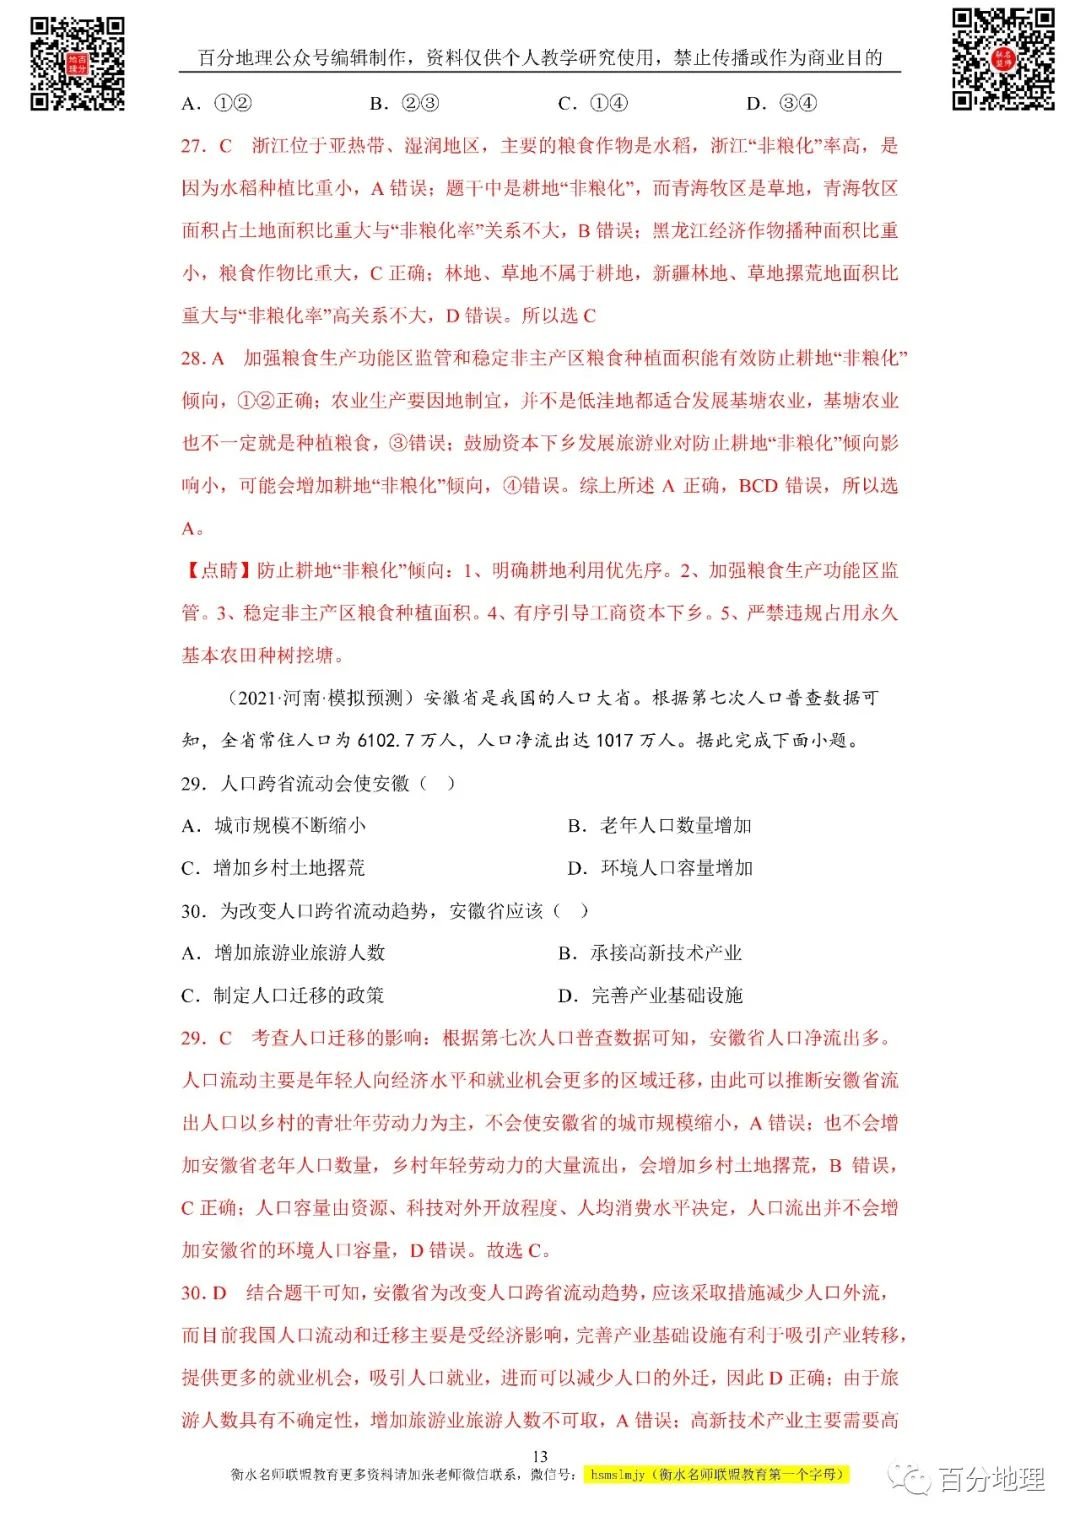 百分地理公众号编辑制作，资料仅供个人教学研究使用，禁止传播或作为商业目的
A．①② B．②③ C．①④ D．③④
27．C 浙江位于亚热带、湿润地区，主要的粮食作物是水稻，浙江“非粮化”率高，是
因为水稻种植比重小，A 错误；题干中是耕地“非粮化”，而青海牧区是草地，青海牧区
面积占土地面积比重大与“非粮化率”关系不大，B 错误；黑龙江经济作物播种面积比重
小，粮食作物比重大，C 正确；林地、草地不属于耕地，新疆林地、草地摞荒地面积比
重大与“非粮化率”高关系不大，D 错误。所以选 C
28．A 加强粮食生产功能区监管和稳定非主产区粮食种植面积能有效防止耕地“非粮化”
倾向，①②正确；农业生产要因地制宜，并不是低洼地都适合发展基塘农业，基塘农业
也不一定就是种植粮食，③错误；鼓励资本下乡发展旅游业对防止耕地“非粮化”倾向影
响小，可能会增加耕地“非粮化”倾向，④错误。综上所述 A 正确，BCD 错误，所以选
A。
【点睛】防止耕地“非粮化”倾向：1、明确耕地利用优先序。2、加强粮食生产功能区监
管。3、稳定非主产区粮食种植面积。4、有序引导工商资本下乡。5、严禁违规占用永久
基本农田种树挖塘。
（2021·河南·模拟预测）安徽省是我国的人口大省。根据第七次人口普查数据可
知，全省常住人口为 6102.7 万人，人口净流出达 1017 万人。据此完成下面小题。
29．人口跨省流动会使安徽（ ）
A．城市规模不断缩小 B．老年人口数量增加
C．增加乡村土地撂荒 D．环境人口容量增加
30．为改变人口跨省流动趋势，安徽省应该（ ）
A．增加旅游业旅游人数 B．承接高新技术产业
C．制定人口迁移的政策 D．完善产业基础设施
29．C 考查人口迁移的影响：根据第七次人口普查数据可知，安徽省人口净流出多。
人口流动主要是年轻人向经济水平和就业机会更多的区域迁移，由此可以推断安徽省流
出人口以乡村的青壮年劳动力为主，不会使安徽省的城市规模缩小，A 错误；也不会增
加安徽省老年人口数量，乡村年轻劳动力的大量流出，会增加乡村土地撂荒，B 错误，
C 正确；人口容量由资源、科技对外开放程度、人均消费水平决定，人口流出并不会增
加安徽省的环境人口容量，D 错误。故选 C。
30．D 结合题干可知，安徽省为改变人口跨省流动趋势，应该采取措施减少人口外流，
而目前我国人口流动和迁移主要是受经济影响，完善产业基础设施有利于吸引产业转移，
提供更多的就业机会，吸引人口就业，进而可以减少人口的外迁，因此 D 正确；由于旅
游人数具有不确定性，增加旅游业旅游人数不可取，A 错误；高新技术产业主要需要高
13
衡水名师联盟教育更多资料请加张老师微信联系，微信号： hsmslmjy（衡水名师联盟教育第一个字母）
百分地理